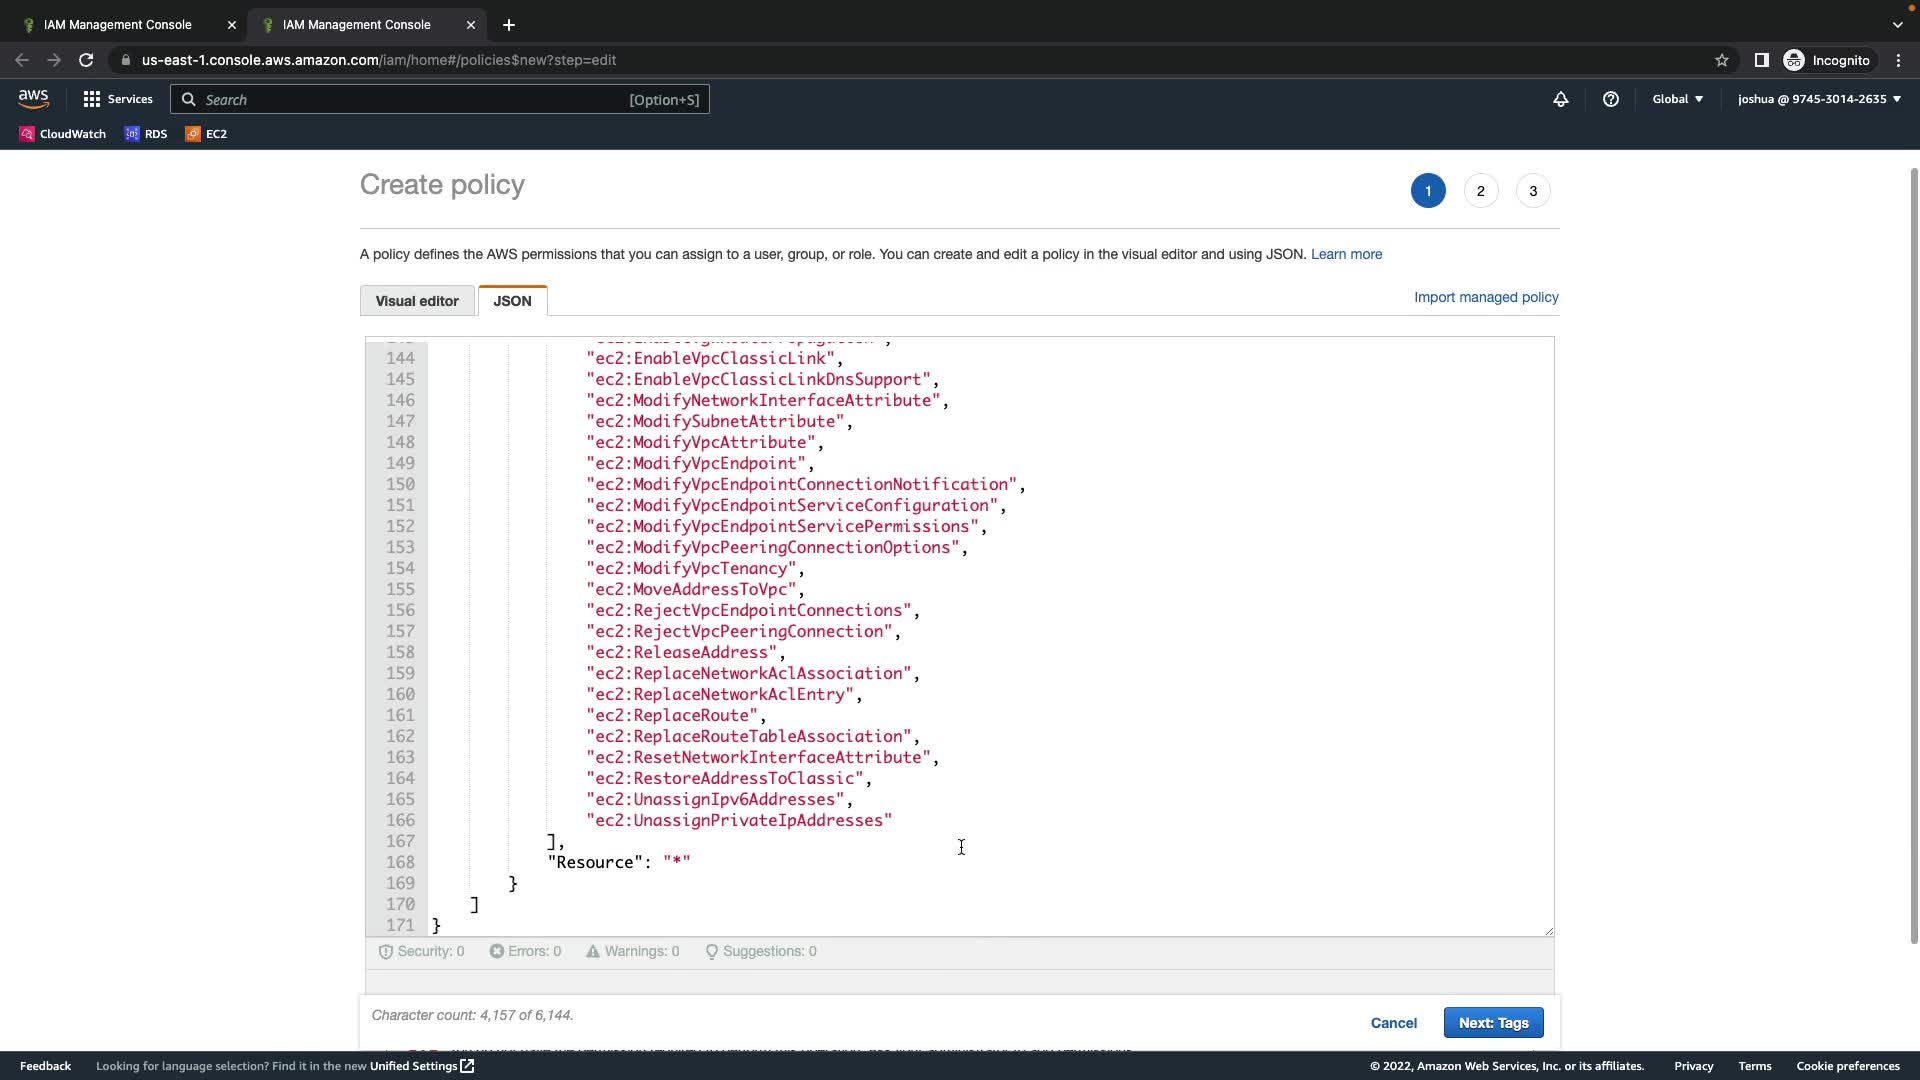 IAM Management Console
IAM Management Console
us-east-1.console.aws.amazon.com/iam/home#/policies$new?step=edit
Incognito
aws
Services
Search
[Option+S]
Global
joshua @ 9745-3014-2635
CloudWatch
RDS
EC2
Create policy
1
2
3
A policy defines the AWS permissions that you can assign to a user, group, or role. You can create and edit a policy in the visual editor and using JSON. Learn more
Visual editor
JSON
Import managed policy
144 "ec2:EnableVpcClassicLink",
145 "ec2:EnableVpcClassicLinkDnsSupport",
146 "ec2:ModifyNetworkInterfaceAttribute",
147 "ec2:ModifySubnetAttribute",
148 "ec2:ModifyVpcAttribute",
149 "ec2:ModifyVpcEndpoint",
150 "ec2:ModifyVpcEndpointConnectionNotification",
151 "ec2:ModifyVpcEndpointServiceConfiguration",
152 "ec2:ModifyVpcEndpointServicePermissions",
153 "ec2:ModifyVpcPeeringConnectionOptions",
154 "ec2:ModifyVpcTenancy",
155 "ec2:MoveAddressToVpc",
156 "ec2:RejectVpcEndpointConnections",
157 "ec2:RejectVpcPeeringConnection",
158 "ec2:ReleaseAddress",
159 "ec2:ReplaceNetworkAclAssociation",
160 "ec2:ReplaceNetworkAclEntry",
161 "ec2:ReplaceRoute",
162 "ec2:ReplaceRouteTableAssociation",
163 "ec2:ResetNetworkInterfaceAttribute",
164 "ec2:RestoreAddressToClassic",
165 "ec2:UnassignIpv6Addresses",
166 "ec2:UnassignPrivateIpAddresses"
167 ],
168 "Resource": "*"
169 }
170 ]
171 }
Security: 0
Errors: 0
Warnings: 0
Suggestions: 0
Character count: 4,157 of 6,144.
Cancel
Next: Tags
Feedback
Looking for language selection? Find it in the new Unified Settings
© 2022, Amazon Web Services, Inc. or its affiliates.
Privacy
Terms
Cookie preferences